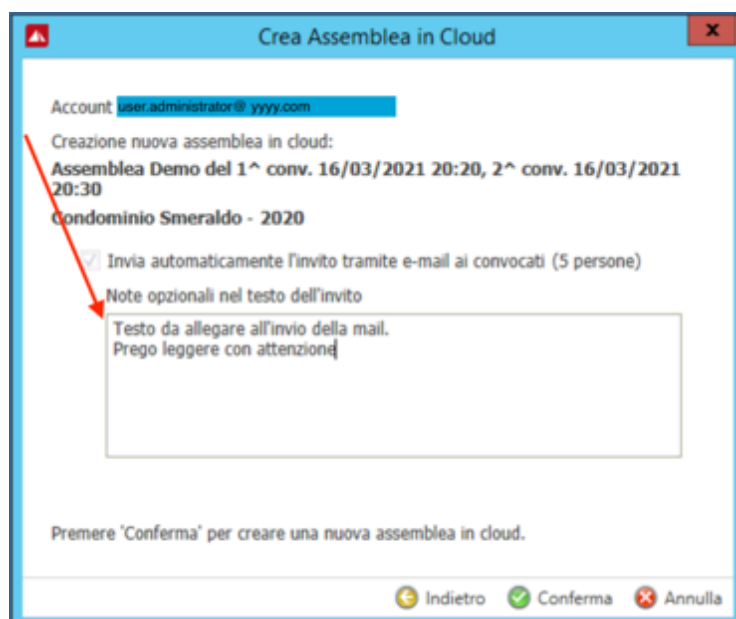 Crea Assemblea in Cloud
x
Account user.administrator@ yyyy.com
Creazione nuova assemblea in cloud:
Assemblea Demo del 1^ conv. 16/03/2021 20:20, 2^ conv. 16/03/2021
20:30
Condominio Smeraldo - 2020
Invia automaticamente l'invito tramite e-mail ai convocati (5 persone)
Note opzionali nel testo dell'invito
Testo da allegare all'invio della mail.
Prego leggere con attenzione
Premere 'Conferma' per creare una nuova assemblea in cloud.
Indietro Conferma Annulla